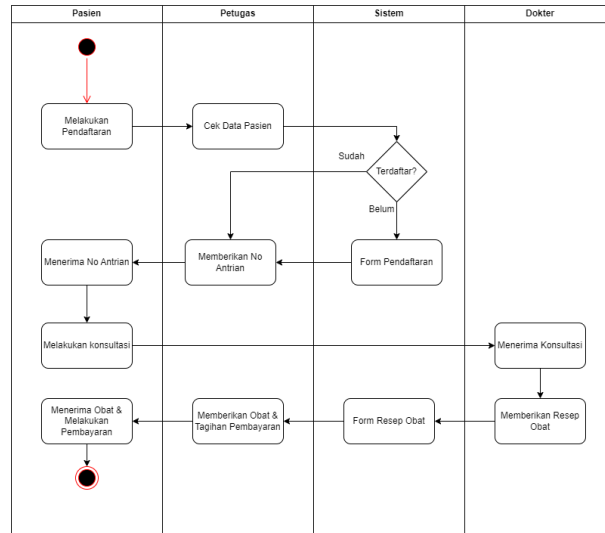 Pasien
Petugas
Sistem
Dokter
Melakukan
Pendaftaran
Cek Data Pasien
Sudah
Terdaftar?
Belum
Menerima No Antrian
Memberikan No
Antrian
Form Pendaftaran
Melakukan konsultasi
Menerima Konsultasi
Menerima Obat &
Melakukan
Pembayaran
Memberikan Obat &
Tagihan Pembayaran
Form Resep Obat
Memberikan Resep
Obat